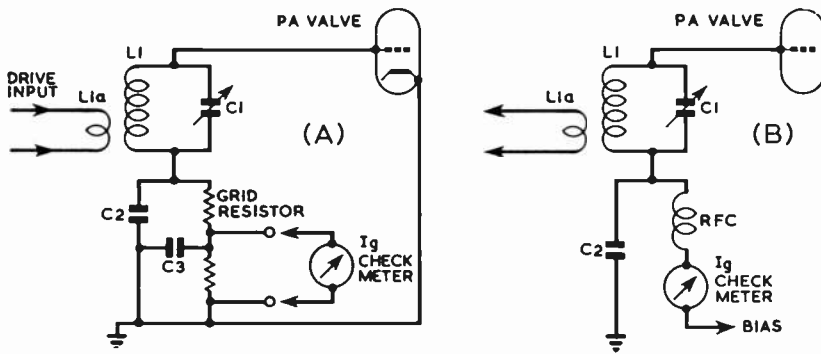 PA VALVE
L1
DRIVE
INPUT
L1a
C1
(A)
GRID
RESISTOR
C2
C3
Ig
CHECK
METER
PA VALVE
L1
L1a
C1
(B)
C2
RFC
Ig
CHECK
METER
BIAS